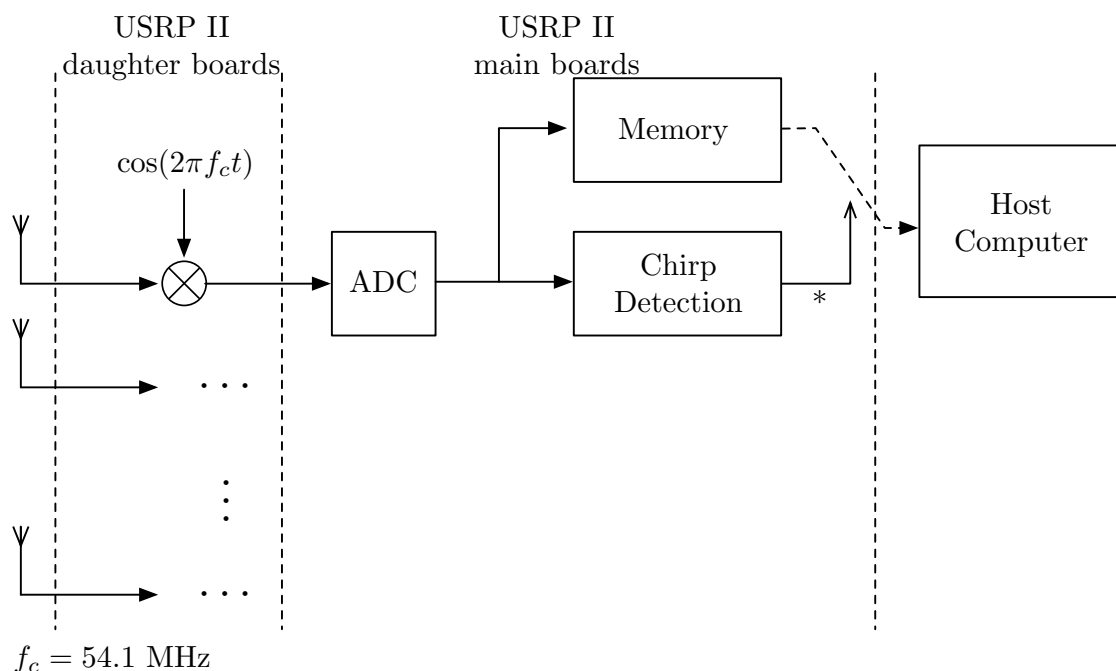 USRP II
daughter boards
USRP II
main boards
Memory
cos(2πf_ct)
Host
Computer
ADC
Chirp
Detection
*
. . .
. . .
f_c = 54.1 MHz